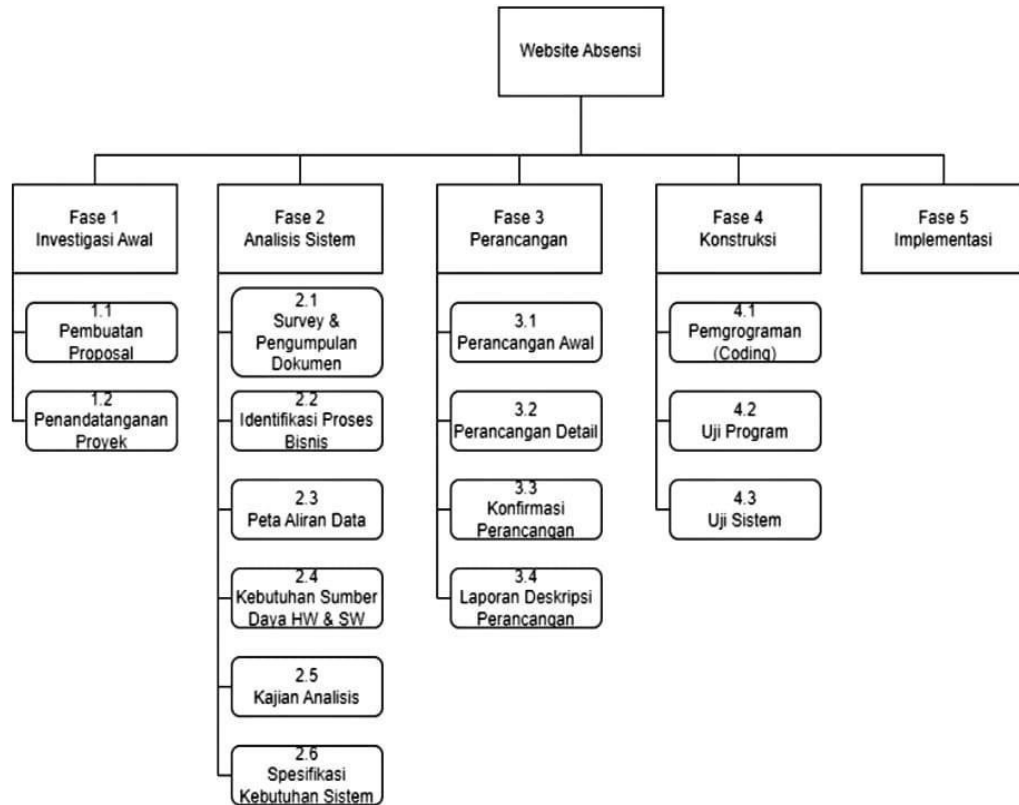 Website Absensi
Fase 1
Investigasi Awal
1.1
Pembuatan
Proposal
1.2
Penandatanganan
Proyek
Fase 2
Analisis Sistem
2.1
Survey &
Pengumpulan
Dokumen
2.2
Identifikasi Proses
Bisnis
2.3
Peta Aliran Data
2.4
Kebutuhan Sumber
Daya HW & SW
2.5
Kajian Analisis
2.6
Spesifikasi
Kebutuhan Sistem
Fase 3
Perancangan
3.1
Perancangan Awal
3.2
Perancangan Detail
3.3
Konfirmasi
Perancangan
3.4
Laporan Deskripsi
Perancangan
Fase 4
Konstruksi
4.1
Pemgrograman
(Coding)
4.2
Uji Program
4.3
Uji Sistem
Fase 5
Implementasi